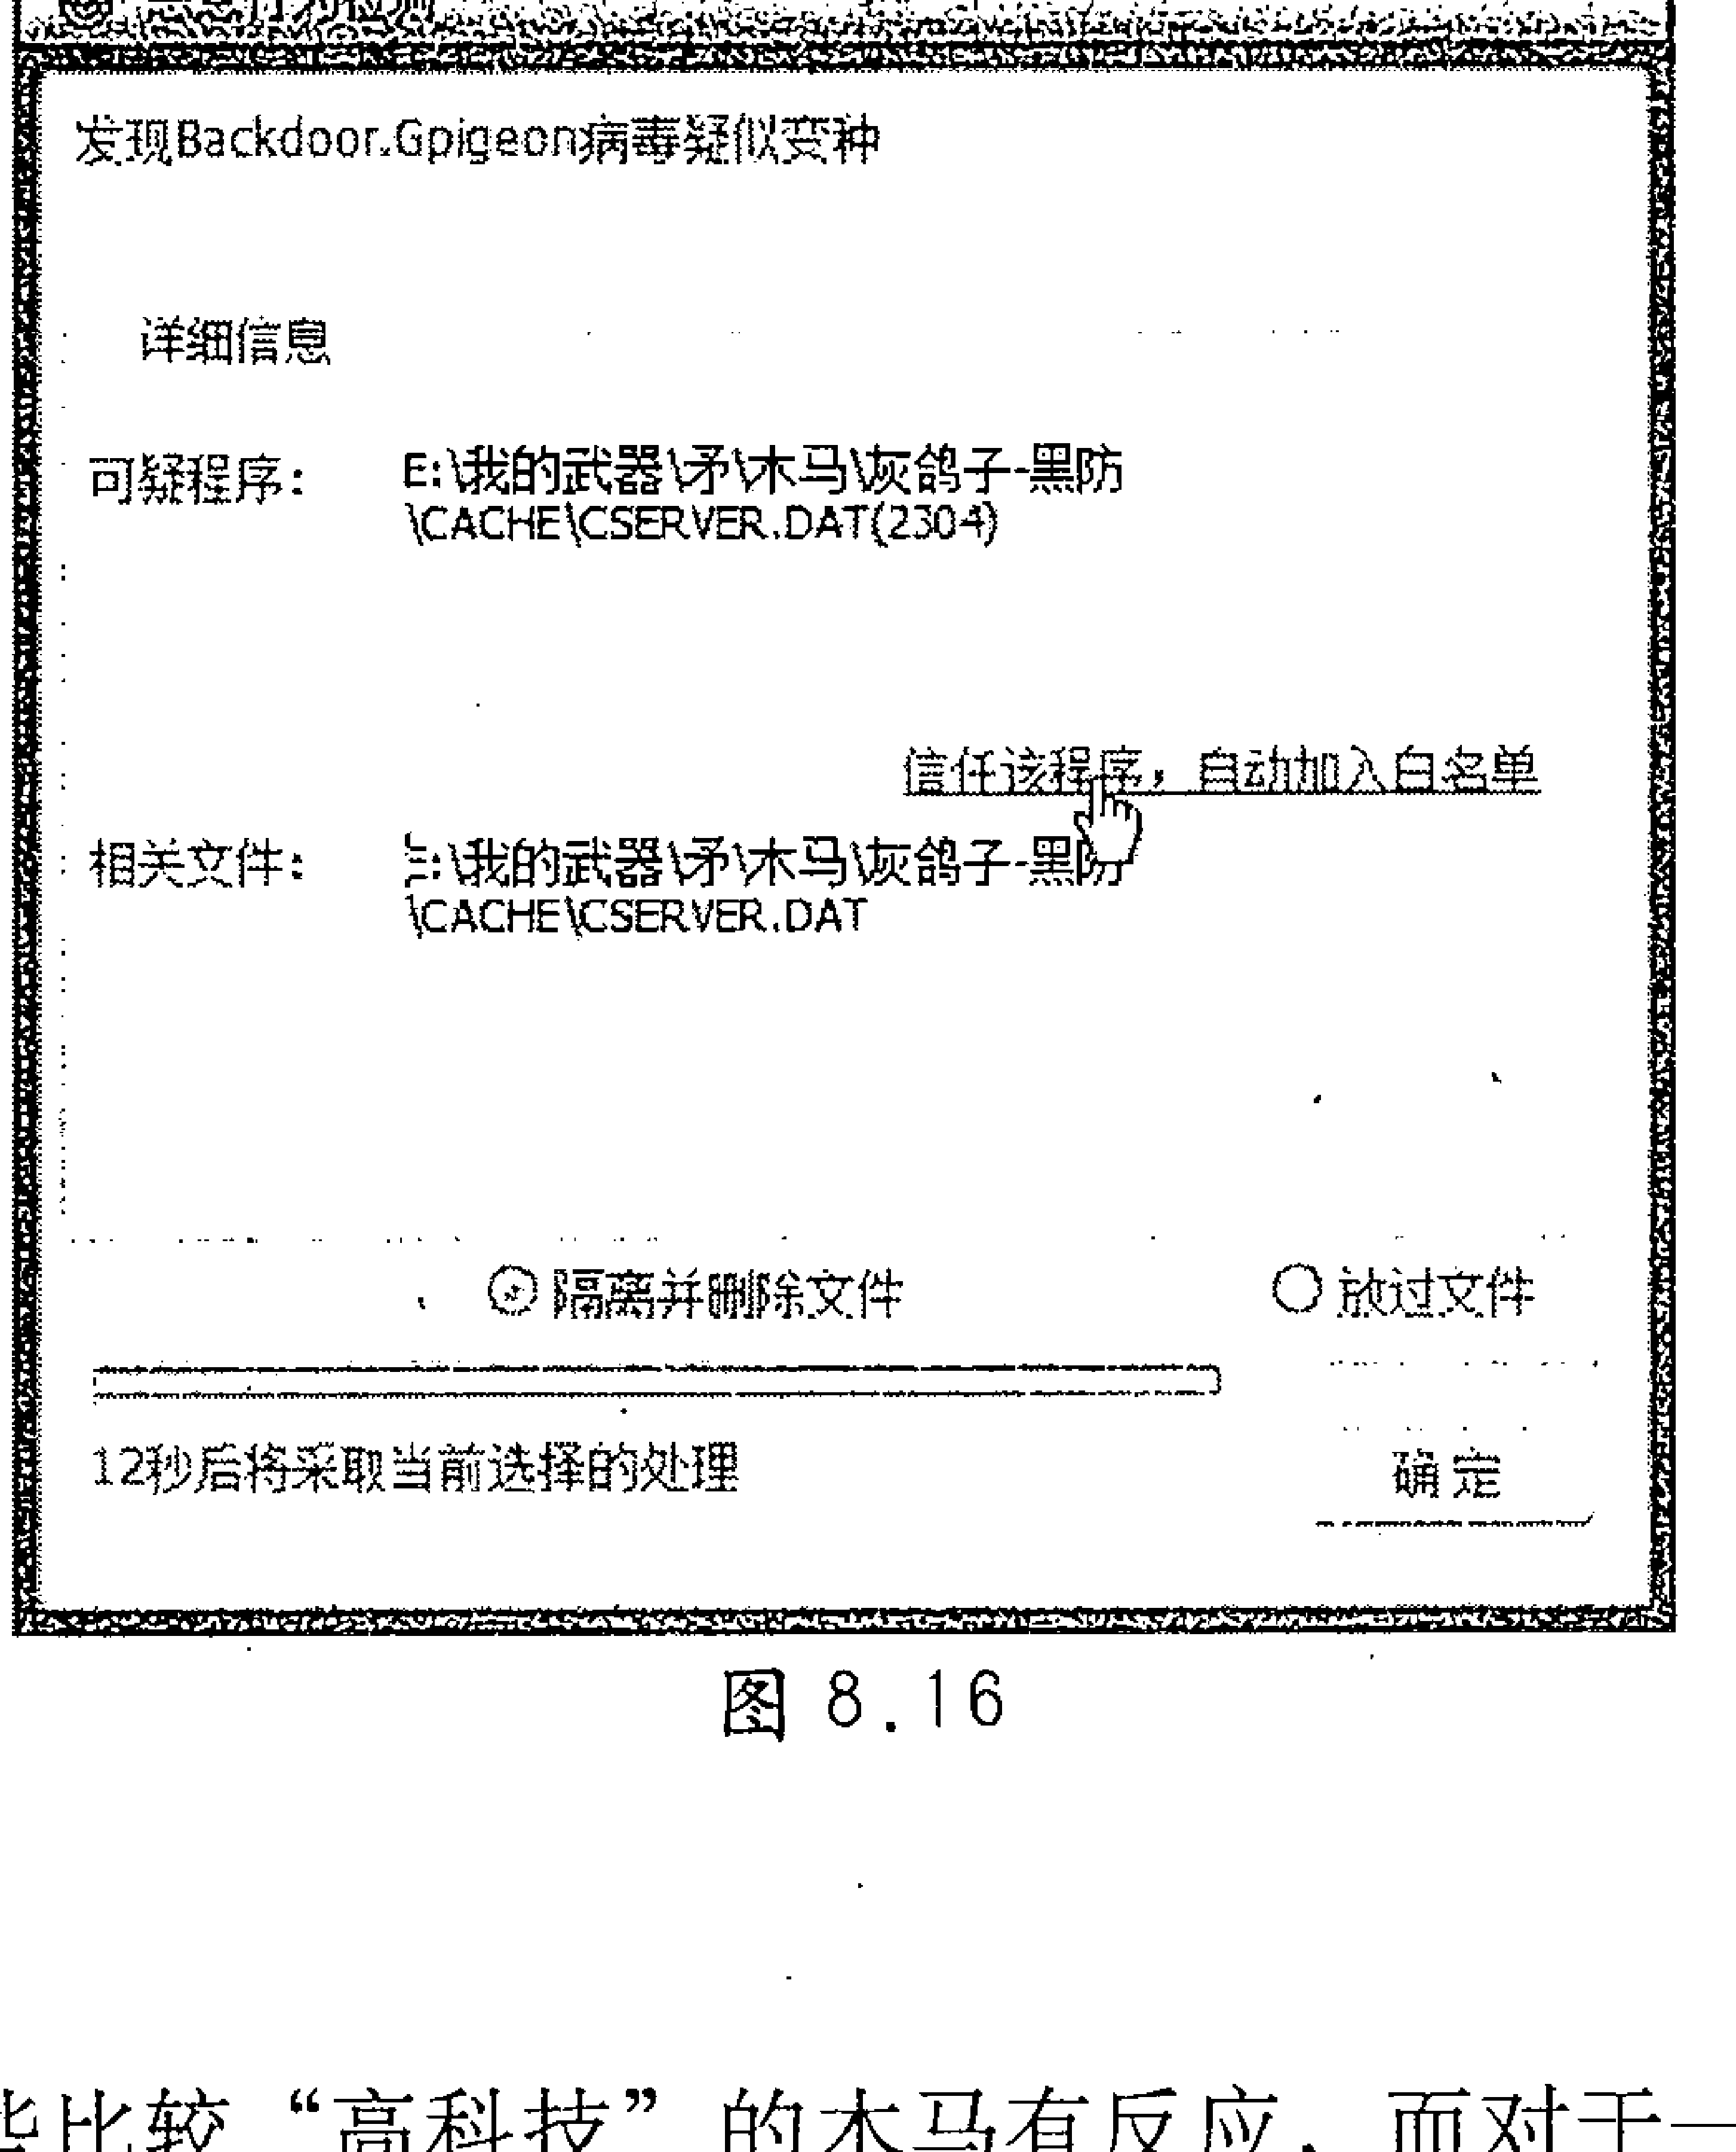 发现Backdoor.Gpigeon病毒疑似变种
详细信息
可疑程序:
E:\我的武器\矛\木马\灰鸽子-黑防
\CACHE\CSERVER.DAT(2304)
信任该程序，自动加入白名单
相关文件:
E:\我的武器\矛\木马\灰鸽子-黑防
\CACHE\CSERVER.DAT
隔离并删除文件
放过文件
12秒后将采取当前选择的处理
确定
图 8.16
些比较“高科技”的木马有反应，而对于一